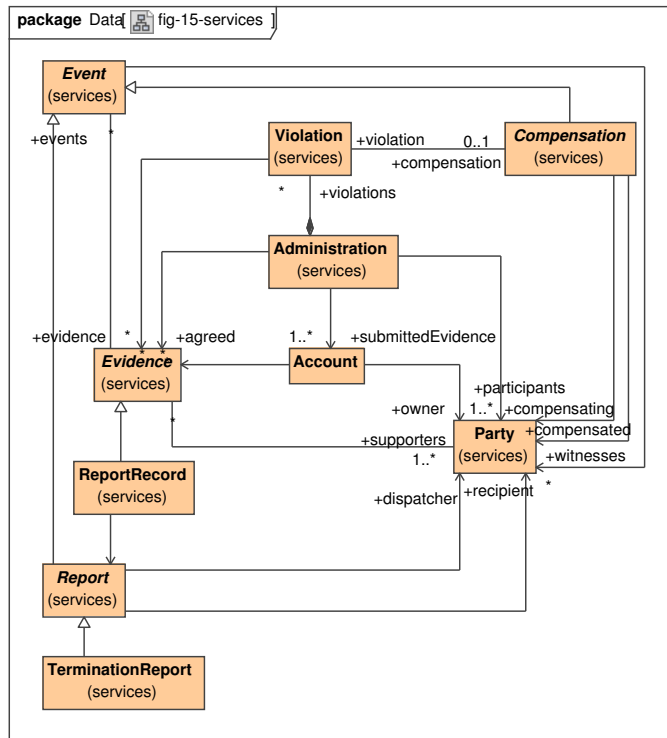 package Data[ fig-15-services ]
Event
(services)
+events
*
Violation
(services)
+violation
0..1
+compensation
Compensation
(services)
*
+violations
Administration
(services)
+evidence
*
+agreed
1..*
+submittedEvidence
* *
Evidence
(services)
Account
+participants
+owner
1..*
+compensating
*
+supporters
1..*
Party
(services)
+compensated
+witnesses
*
ReportRecord
(services)
+dispatcher
+recipient
Report
(services)
TerminationReport
(services)